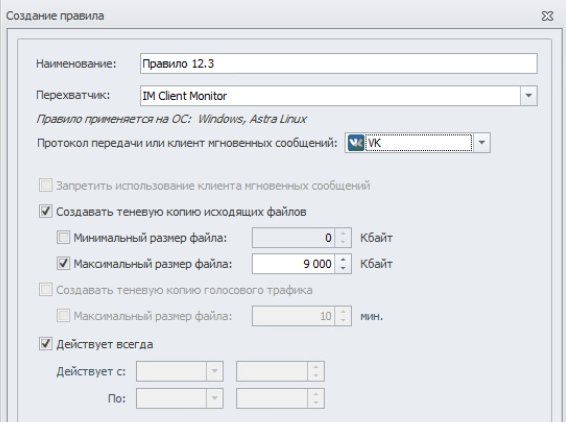 Создание правила
Наименование: Правило 12.3
Перехватчик: IM Client Monitor
Правило применяется на ОС: Windows, Astra Linux
Протокол передачи или клиент мгновенных сообщений: VK
Запретить использование клиента мгновенных сообщений
Создавать теневую копию исходящих файлов
Минимальный размер файла: 0 Кбайт
Максимальный размер файла: 9 000 Кбайт
Создавать теневую копию голосового трафика
Максимальный размер файла: 10 мин.
Действует всегда
Действует с:
По: